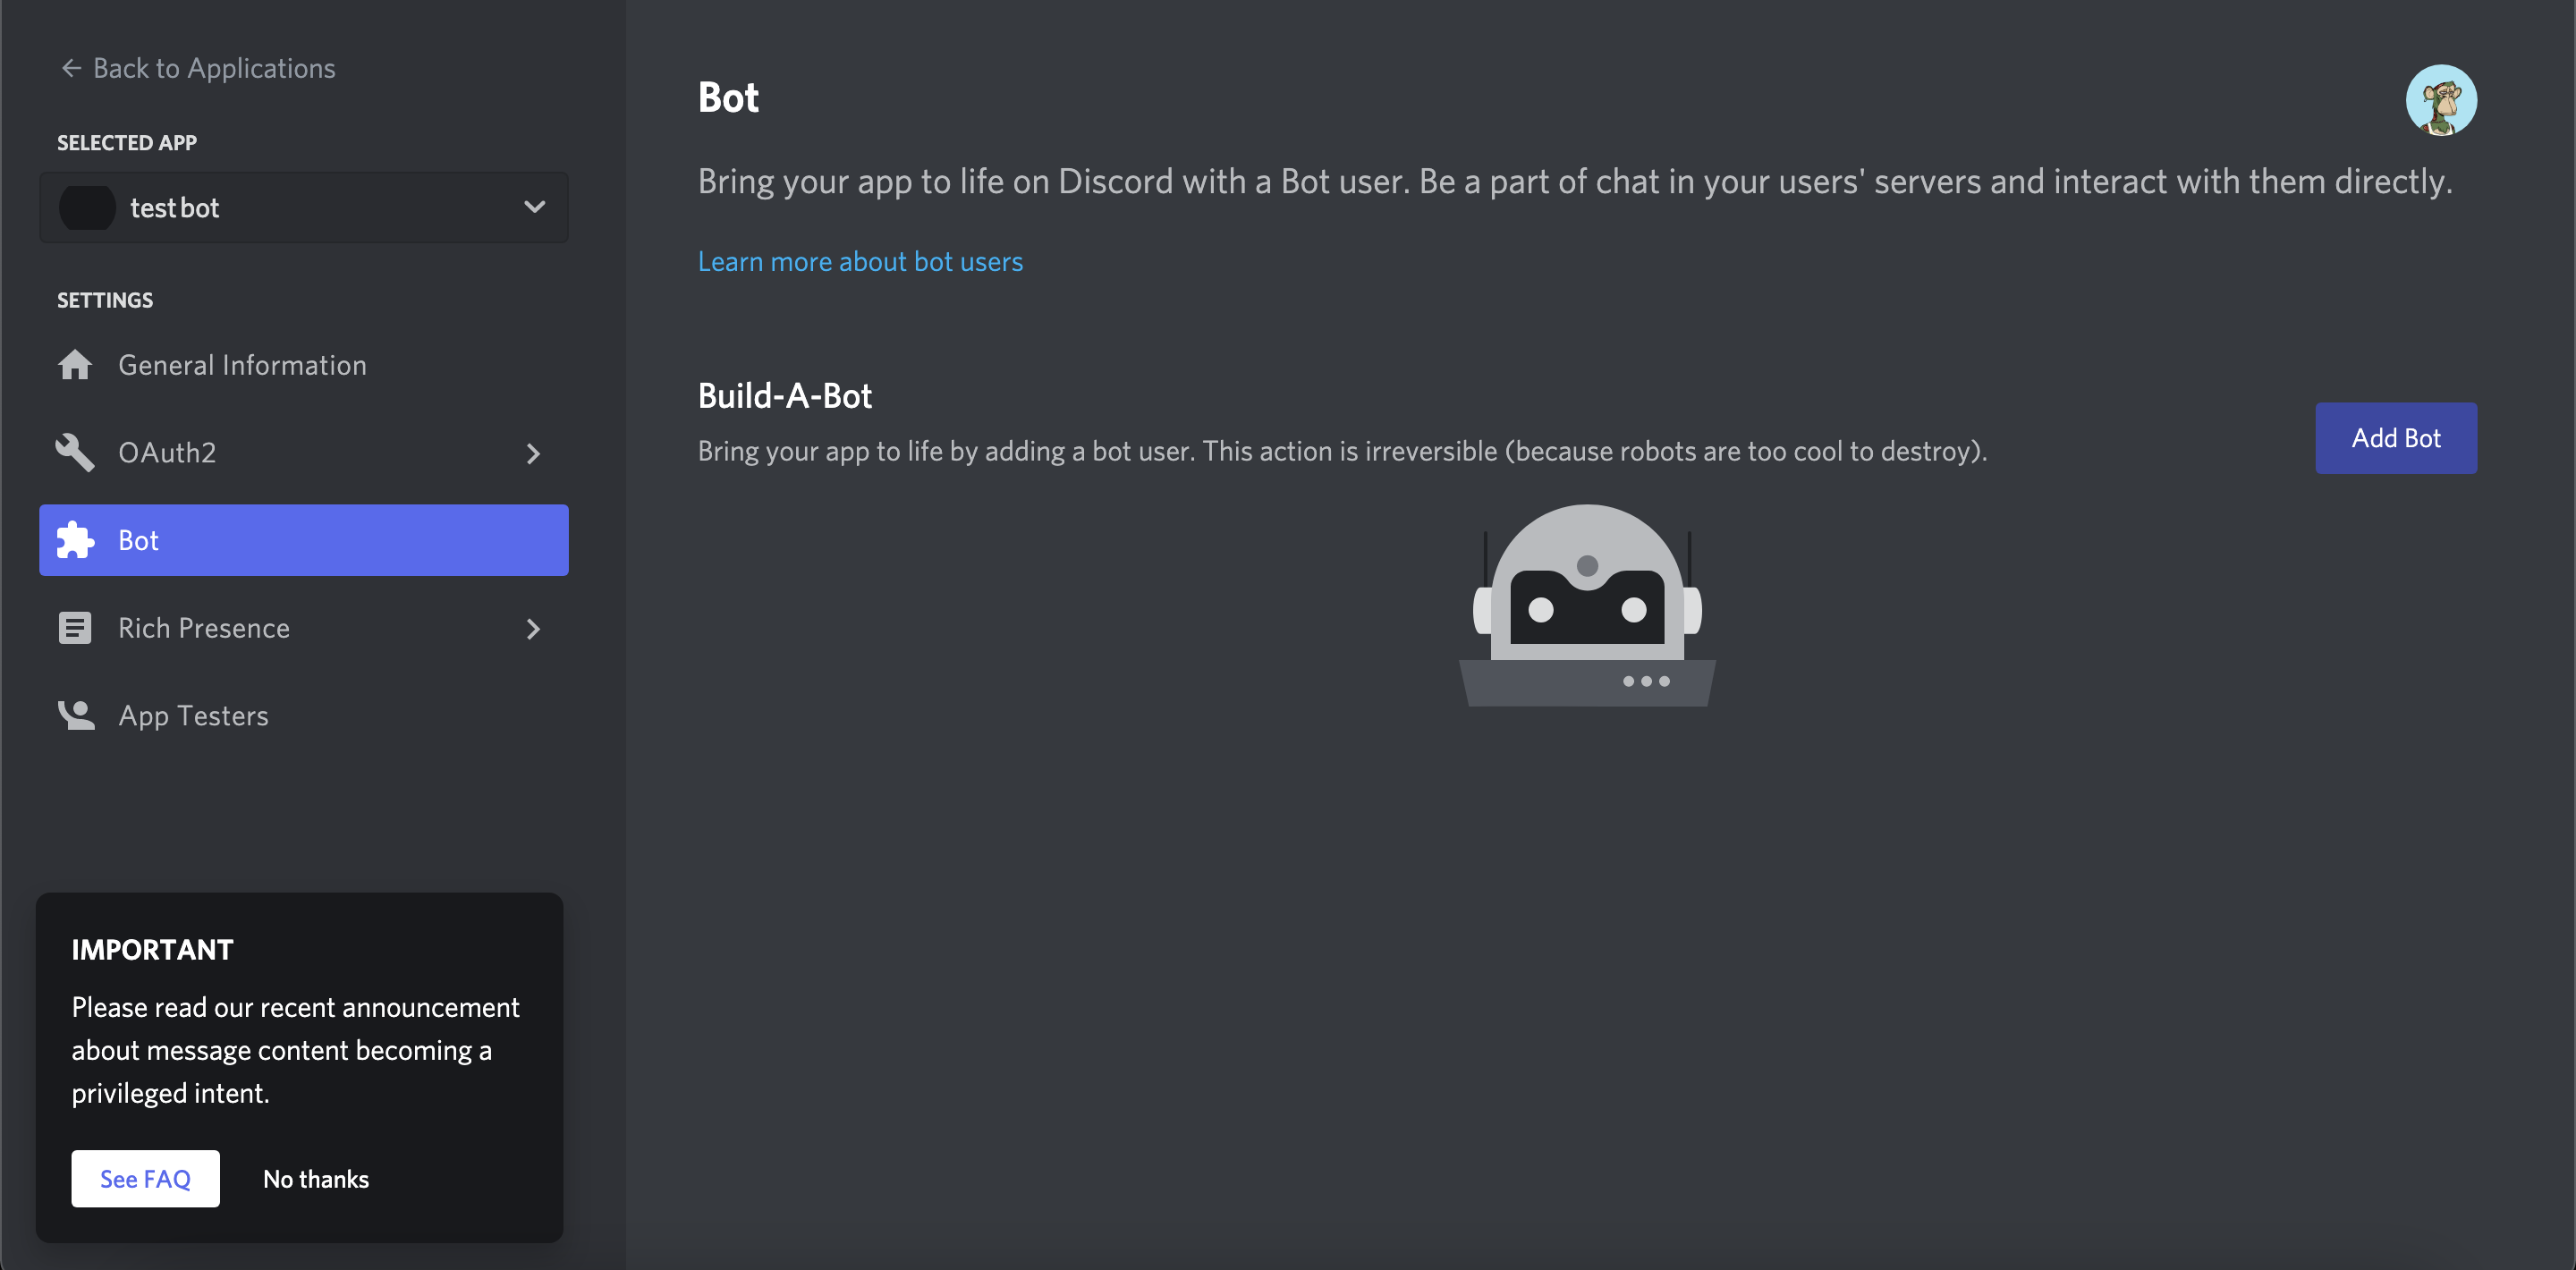 Back to Applications
SELECTED APP
test bot
SETTINGS
General Information
OAuth2
Bot
Rich Presence
App Testers
IMPORTANT
Please read our recent announcement
about message content becoming a
privileged intent.
See FAQ
No thanks
Bot
Bring your app to life on Discord with a Bot user. Be a part of chat in your users' servers and interact with them directly.
Learn more about bot users
Build-A-Bot
Bring your app to life by adding a bot user. This action is irreversible (because robots are too cool to destroy).
Add Bot